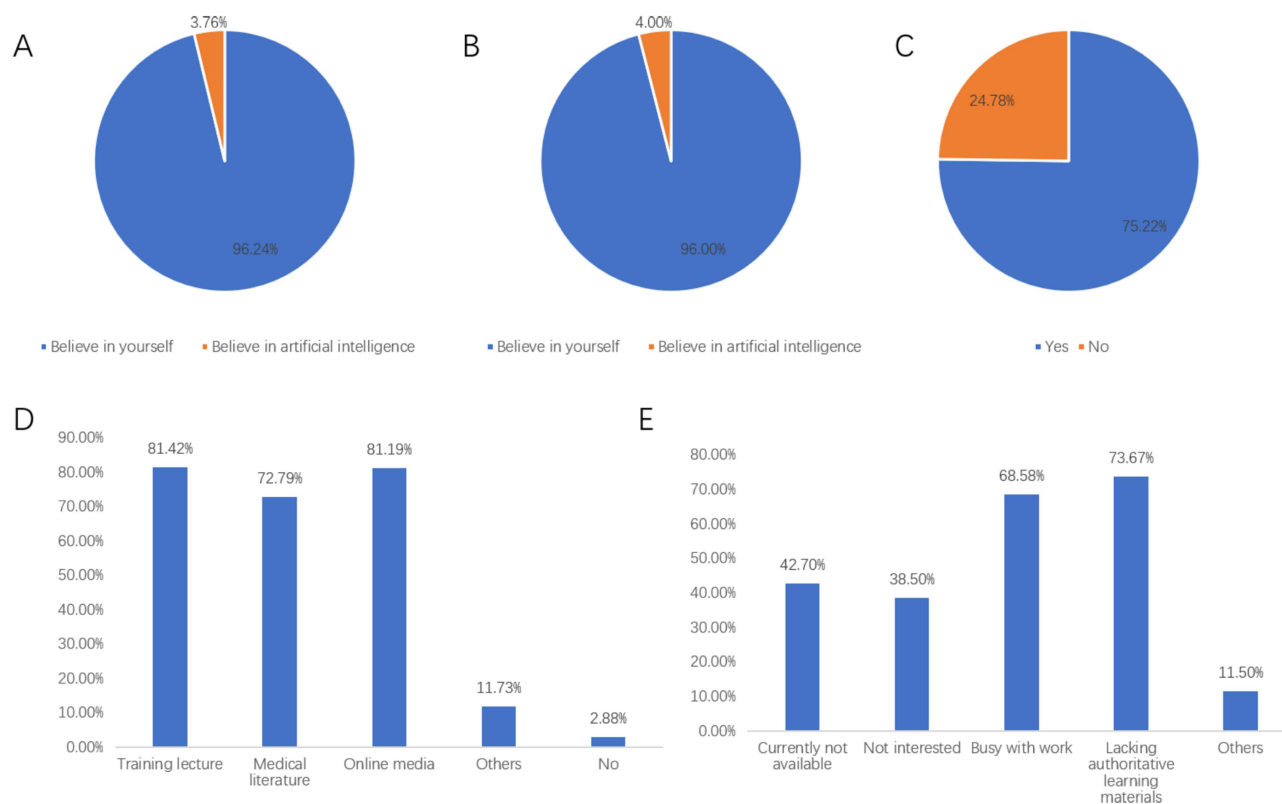 A
3.76%
96.24%
Believe in yourself
Believe in artificial intelligence
B
4.00%
96.00%
Believe in yourself
Believe in artificial intelligence
C
24.78%
75.22%
Yes
No
D
90.00%
80.00%
70.00%
60.00%
50.00%
40.00%
30.00%
20.00%
10.00%
0.00%
81.42%
72.79%
81.19%
11.73%
2.88%
Training lecture
Medical
literature
Online media
Others
No
E
80.00%
70.00%
60.00%
50.00%
40.00%
30.00%
20.00%
10.00%
0.00%
42.70%
38.50%
68.58%
73.67%
11.50%
Currently not
available
Not interested
Busy with work
Lacking
authoritative
learning
materials
Others